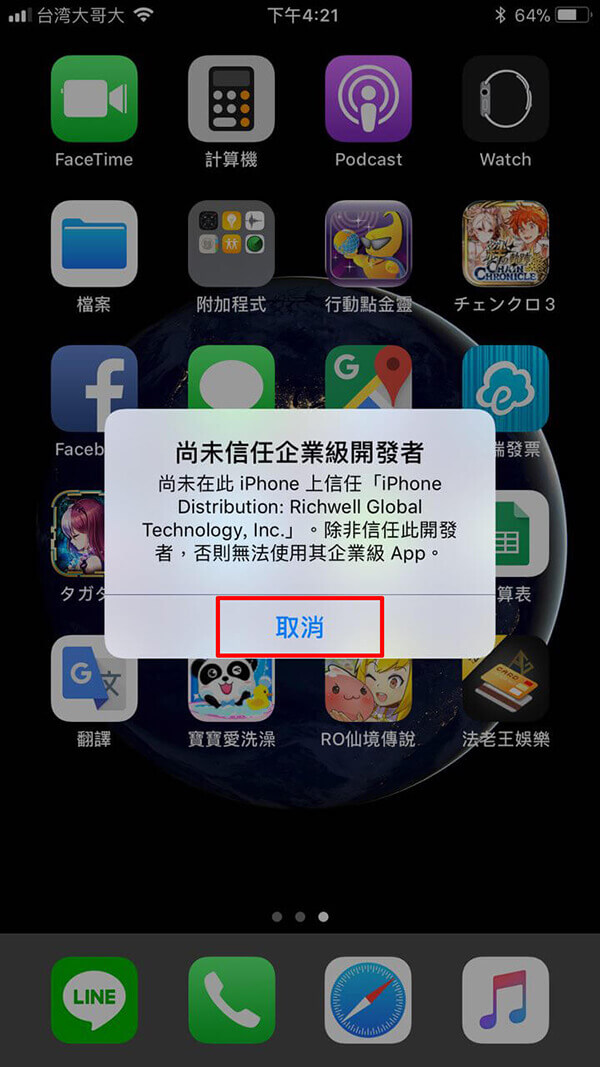 台湾大哥大
下午4:21
64%
FaceTime
計算機
Podcast
Watch
檔案
附加程式
行動點金靈
チェンクロ3
CHAIN
CHRONICLE
G
f
Faceb
端發票
尚未信任企業級開發者
尚未在此 iPhone 上信任「iPhone
Distribution: Richwell Global
Technology, Inc.」。除非信任此開發
者，否則無法使用其企業級 App。
取消
タガタ
算表
G 文
CARD
翻譯
寶寶愛洗澡
RO仙境傳說
法老王娛樂
LINE